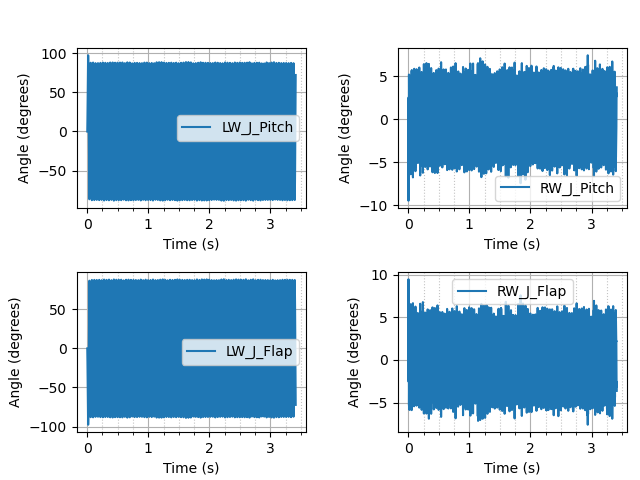 100
50
0
−50
Angle (degrees)
LW_J_Pitch
0
1
2
3
Time (s)
5
0
−5
−10
Angle (degrees)
RW_J_Pitch
0
1
2
3
Time (s)
50
0
−50
−100
Angle (degrees)
LW_J_Flap
0
1
2
3
Time (s)
10
5
0
−5
Angle (degrees)
RW_J_Flap
0
1
2
3
Time (s)